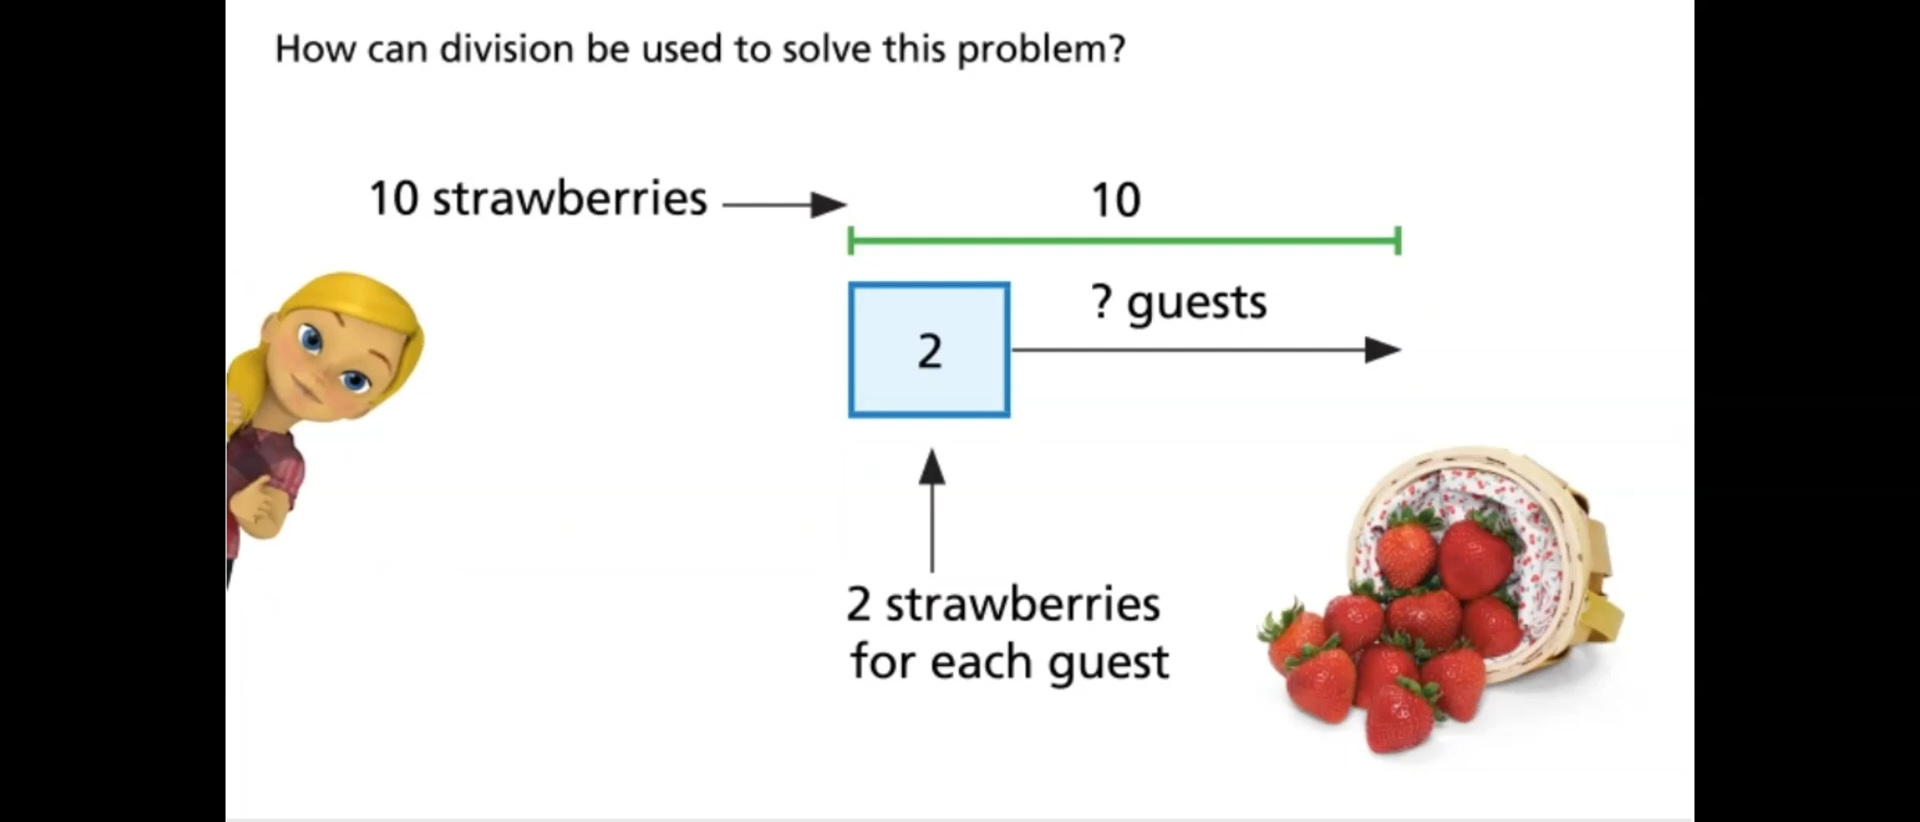 How can division be used to solve this problem?
10 strawberries
10
? guests
2
2 strawberries
for each guest